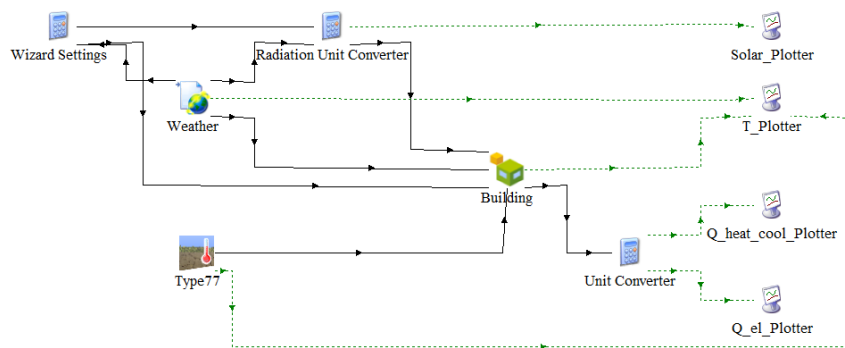 Wizard Settings
Radiation Unit Converter
Solar_Plotter
Weather
T_Plotter
Building
Q_heat_cool_Plotter
Type77
Unit Converter
Q_el_Plotter